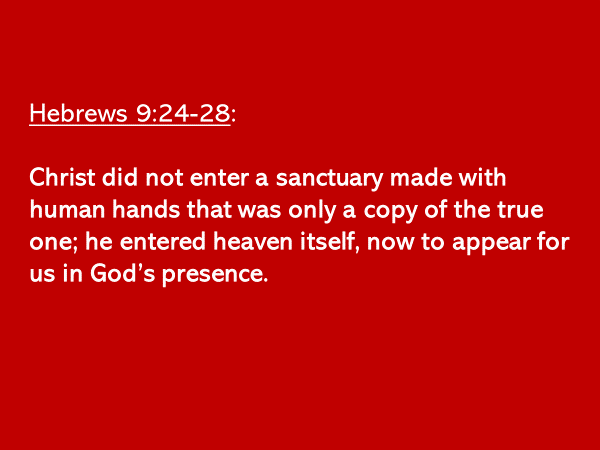 Hebrews 9:24-28:
Christ did not enter a sanctuary made with
human hands that was only a copy of the true
one; he entered heaven itself, now to appear for
us in God’s presence.